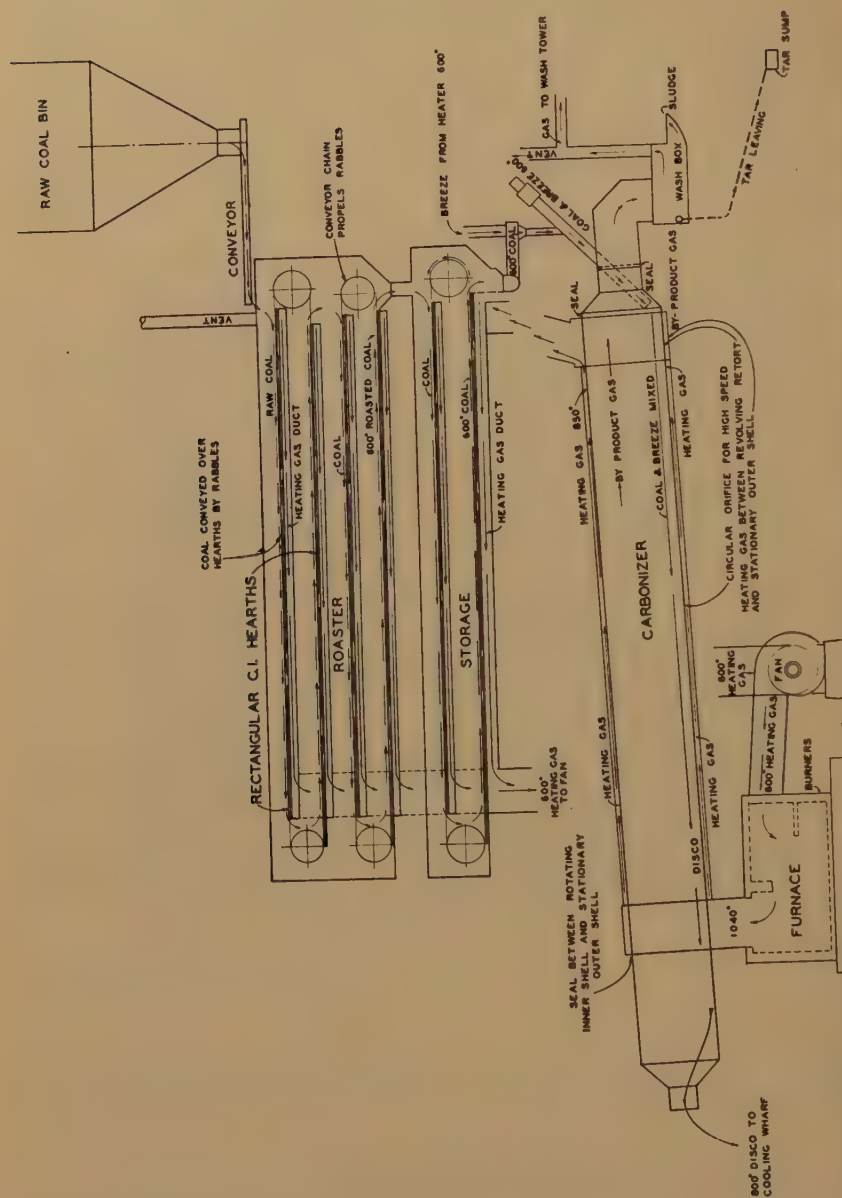 RAW COAL BIN
CONVEYOR
VENT
COAL CONVEYED OVER
HEARTHS BY RABBLES
RECTANGULAR C.I. HEARTHS
RAW COAL
HEATING GAS DUCT
ROASTER
COAL
600° ROASTED COAL
CONVEYOR CHAIN
PROPELS RABBLES
COAL
STORAGE
600° COAL
HEATING GAS DUCT
600° COAL
BREEZE FROM HEATER 600°
600°
HEATING GAS
TO FAN
COAL & BREEZE 600°
VENT
GAS TO WASH TOWER
SEAL
SEAL
WASH BOX
SLUDGE
TAR LEAVING
TAR SUMP
BY-PRODUCT GAS
HEATING GAS 850°
BY PRODUCT GAS
COAL & BREEZE MIXED
HEATING GAS
CARBONIZER
CIRCULAR ORIFICE FOR HIGH SPEED
HEATING GAS BETWEEN REVOLVING RETORT
AND STATIONARY OUTER SHELL
HEATING GAS
SEAL BETWEEN ROTATING
INNER SHELL AND STATIONARY
OUTER SHELL
DISCO
HEATING GAS
600°
HEATING
GAS
FAN
600° HEATING GAS
BURNERS
1040°
FURNACE
800° DISCO TO
COOLING WHARF